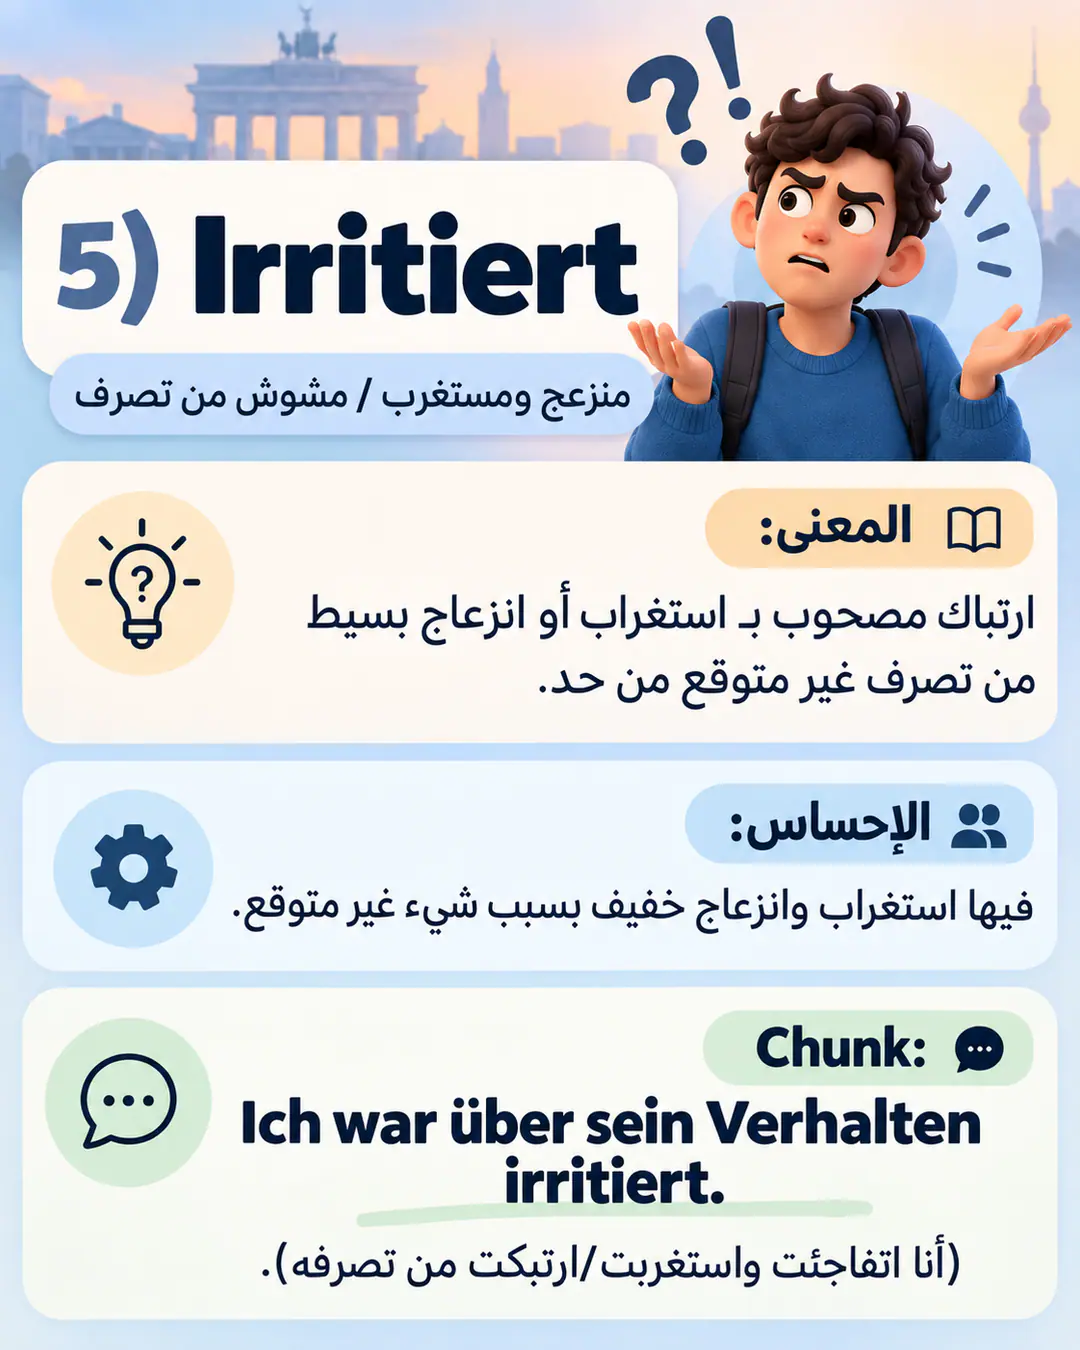 ?!
5) Irritiert
منزعج ومستغرب / مشوش من تصرف
المعنى:
?
ارتباك مصحوب بـ استغراب أو انزعاج بسيط
من تصرف غير متوقع من حد.
الإحساس:
فيها استغراب وانزعاج خفيف بسبب شيء غير متوقع.
Chunk:
Ich war über sein Verhalten
irritiert.
(أنا اتفاجئت واستغربت/ارتبكت من تصرفه).